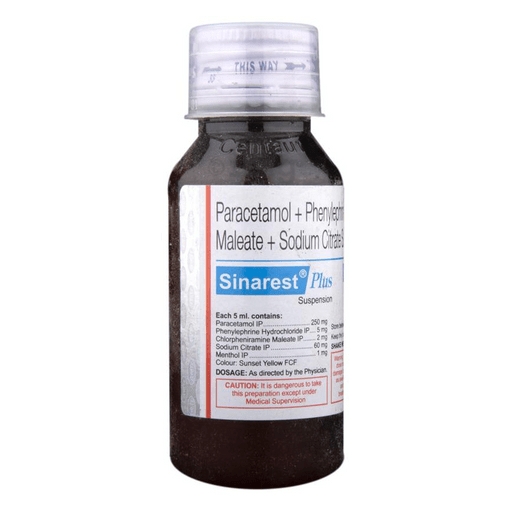 THIS WAY
Centaur
Paracetamol + Phenylephrin
Maleate + Sodium Citrate S
Sinarest® Plus
Suspension
Each 5 ml. contains:
Paracetamol IP..........250 mg
Phenylephrine Hydrochloride IP....5 mg
Chlorpheniramine Maleate IP......2 mg
Sodium Citrate IP..........60 mg
Menthol IP..........1 mg
Colour: Sunset Yellow FCF
DOSAGE: As directed by the Physician.
CAUTION: It is dangerous to take
this preparation except under
Medical Supervision